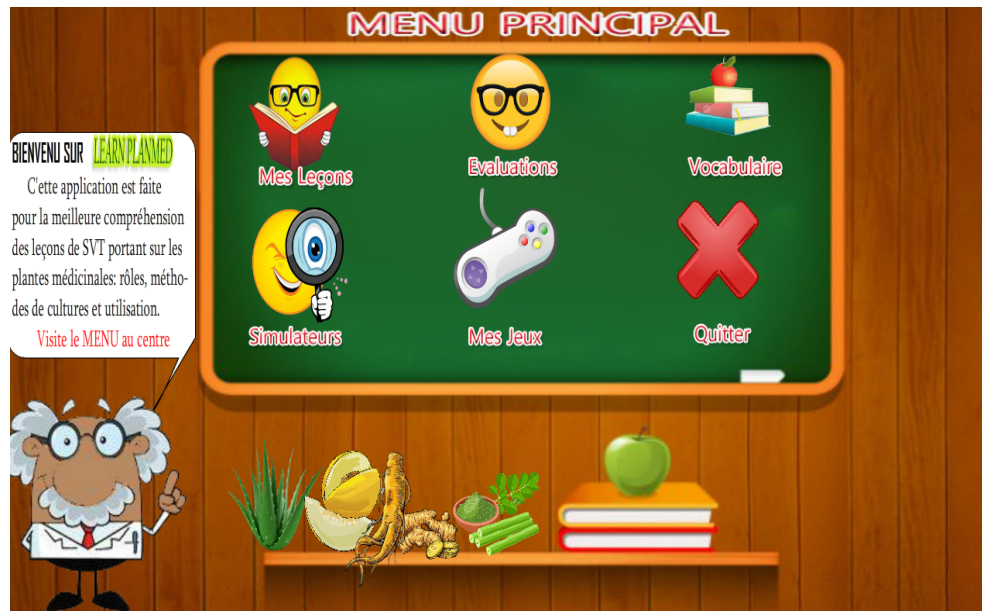 MENU PRINCIPAL
Mes Leçons
Evaluations
Vocabulaire
Simulateurs
Mes Jeux
Quitter
BIENVENU SUR LEARN PLANMED
C'ette application est faite
pour la meilleure compréhension
des leçons de SVT portant sur les
plantes médicinales: rôles, métho-
des de cultures et utilisation.
Visite le MENU au centre